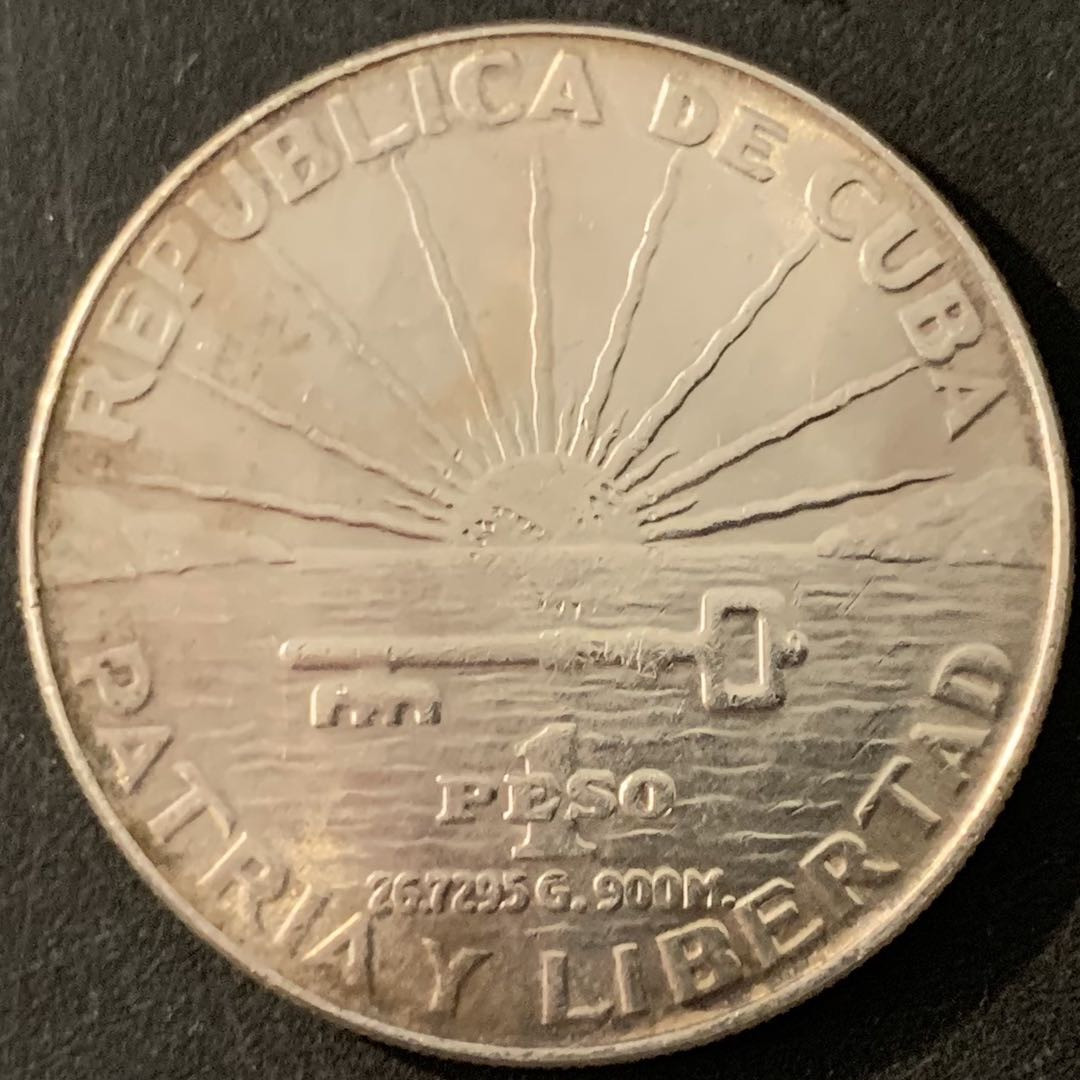 REPUBLICA DE CUBA
1
PESO
26.7295 G. 900 M.
PATRIA Y LIBERTAD